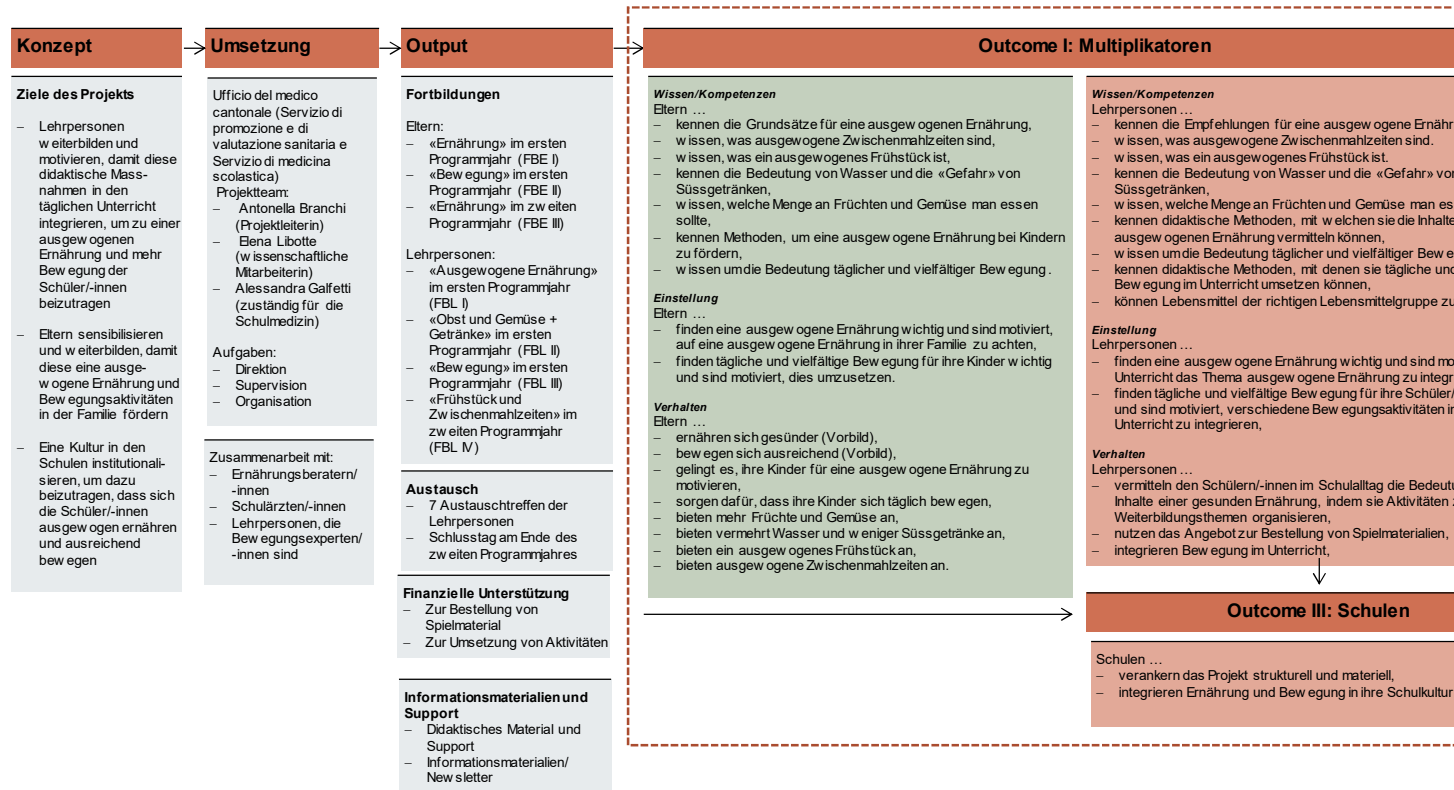 Konzept
Umsetzung
Output
Outcome I: Multiplikatoren
Ziele des Projekts
– Lehrpersonen
weiterbilden und
motivieren, damit diese
didaktische Mass-
nahmen in den
täglichen Unterricht
integrieren, um zu einer
ausgewogenen
Ernährung und mehr
Bewegung der
Schüler/-innen
beizutragen
– Eltern sensibilisieren
und weiterbilden, damit
diese eine ausge-
wogene Ernährung und
Bewegungsaktivitäten
in der Familie fördern
– Eine Kultur in den
Schulen institutionali-
sieren, um dazu
beizutragen, dass sich
die Schüler/-innen
ausgewogen ernähren
und ausreichend
bewegen
Ufficio del medico
cantonale (Servizio di
promozione e di
valutazione sanitaria e
Servizio di medicina
scolastica)
Projektteam:
– Antonella Branchi
(Projektleiterin)
– Elena Libotte
(wissenschaftliche
Mitarbeiterin)
– Alessandra Galfetti
(zuständig für die
Schulmedizin)
Aufgaben:
– Direktion
– Supervision
– Organisation
Zusammenarbeit mit:
– Ernährungsberatern/
-innen
– Schulärzten/-innen
– Lehrpersonen, die
Bewegungsexperten/
-innen sind
Fortbildungen
Eltern:
– «Ernährung» im ersten
Programmjahr (FBE I)
– «Bewegung» im ersten
Programmjahr (FBE II)
– «Ernährung» im zweiten
Programmjahr (FBE III)
Lehrpersonen:
– «Ausgewogene Ernährung»
im ersten Programmjahr
(FBL I)
– «Obst und Gemüse +
Getränke» im ersten
Programmjahr (FBL II)
– «Bewegung» im ersten
Programmjahr (FBL III)
– «Frühstück und
Zwischenmahlzeiten» im
zweiten Programmjahr
(FBL IV)
Austausch
– 7 Austauschtreffen der
Lehrpersonen
– Schlusstag am Ende des
zweiten Programmjahres
Finanzielle Unterstützung
– Zur Bestellung von
Spielmaterial
– Zur Umsetzung von Aktivitäten
Informationsmaterialien und
Support
– Didaktisches Material und
Support
– Informationsmaterialien/
Newsletter
Wissen/Kompetenzen
Eltern …
– kennen die Grundsätze für eine ausgewogenen Ernährung,
– wissen, was ausgewogene Zwischenmahlzeiten sind,
– wissen, was ein ausgewogenes Frühstück ist,
– kennen die Bedeutung von Wasser und die «Gefahr» von
Süssgetränken,
– wissen, welche Menge an Früchten und Gemüse man essen
sollte,
– kennen Methoden, um eine ausgewogene Ernährung bei Kindern
zu fördern,
– wissen um die Bedeutung täglicher und vielfältiger Bewegung.
Einstellung
Eltern …
– finden eine ausgewogene Ernährung wichtig und sind motiviert,
auf eine ausgewogene Ernährung in ihrer Familie zu achten,
– finden tägliche und vielfältige Bewegung für ihre Kinder wichtig
und sind motiviert, dies umzusetzen.
Verhalten
Eltern …
– ernähren sich gesünder (Vorbild),
– bewegen sich ausreichend (Vorbild),
– gelingt es, ihre Kinder für eine ausgewogene Ernährung zu
motivieren,
– sorgen dafür, dass ihre Kinder sich täglich bewegen,
– bieten mehr Früchte und Gemüse an,
– bieten vermehrt Wasser und weniger Süssgetränke an,
– bieten ein ausgewogenes Frühstück an,
– bieten ausgewogene Zwischenmahlzeiten an.
Wissen/Kompetenzen
Lehrpersonen …
– kennen die Empfehlungen für eine ausgewogene
– wissen, was ausgewogene Zwischenmahlzeiten sind.
– wissen, was ein ausgewogenes Frühstück ist.
– kennen die Bedeutung von Wasser und die «Gefahr»
Süssgetränken,
– wissen, welche Menge an Früchten und Gemüse man
– kennen didaktische Methoden, mit welchen sie die Inhalte
ausgewogenen Ernährung vermitteln können,
– wissen um die Bedeutung täglicher und vielfältiger
– kennen didaktische Methoden, mit denen sie tägliche
Bewegung im Unterricht umsetzen können,
– können Lebensmittel der richtigen Lebensmittelgruppe
Einstellung
Lehrpersonen …
– finden eine ausgewogene Ernährung wichtig und sind
Unterricht das Thema ausgewogene Ernährung zu
– finden tägliche und vielfältige Bewegung für ihre Schüler/
und sind motiviert, verschiedene Bewegungsaktivitäten
Unterricht zu integrieren,
Verhalten
Lehrpersonen …
– vermitteln den Schülern/-innen im Schulalltag die
Inhalte einer gesunden Ernährung, indem sie Aktivitäten
Weiterbildungsthemen organisieren,
– nutzen das Angebot zur Bestellung von Spielmaterialien,
– integrieren Bewegung im Unterricht,
Outcome III: Schulen
Schulen …
– verankern das Projekt strukturell und materiell,
– integrieren Ernährung und Bewegung in ihre Schulkultur